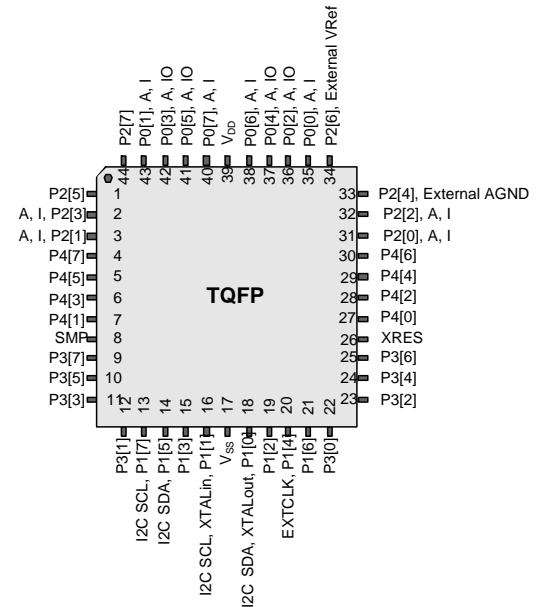 P2[7]
P0[1], A, I
P0[3], A, IO
P0[5], A, IO
P0[7], A, I
VDD
P0[6], A, I
P0[4], A, IO
P0[2], A, IO
P0[0], A, I
P2[6], External VRef
44
43
42
41
40
39
38
37
36
35
34
P2[5] 1
A, I, P2[3] 2
A, I, P2[1] 3
P4[7] 4
P4[5] 5
P4[3] 6
P4[1] 7
SMP 8
P3[7] 9
P3[5] 10
P3[3] 11
TQFP
33 P2[4], External AGND
32 P2[2], A, I
31 P2[0], A, I
30 P4[6]
29 P4[4]
28 P4[2]
27 P4[0]
26 XRES
25 P3[6]
24 P3[4]
23 P3[2]
12
13
14
15
16
17
18
19
20
21
22
P3[1]
I2C SCL, P1[7]
I2C SDA, P1[5]
P1[3]
I2C SCL, XTALin, P1[1]
VSS
I2C SDA, XTALout, P1[0]
P1[2]
EXTCLK, P1[4]
P1[6]
P3[0]